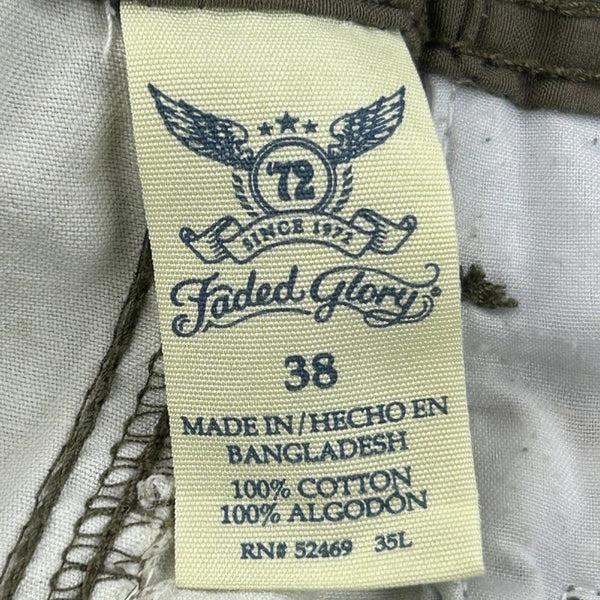 '72
SINCE 1972
Faded Glory
38
MADE IN/HECHO EN
BANGLADESH
100% COTTON
100% ALGODÓN
RN# 52469 35L